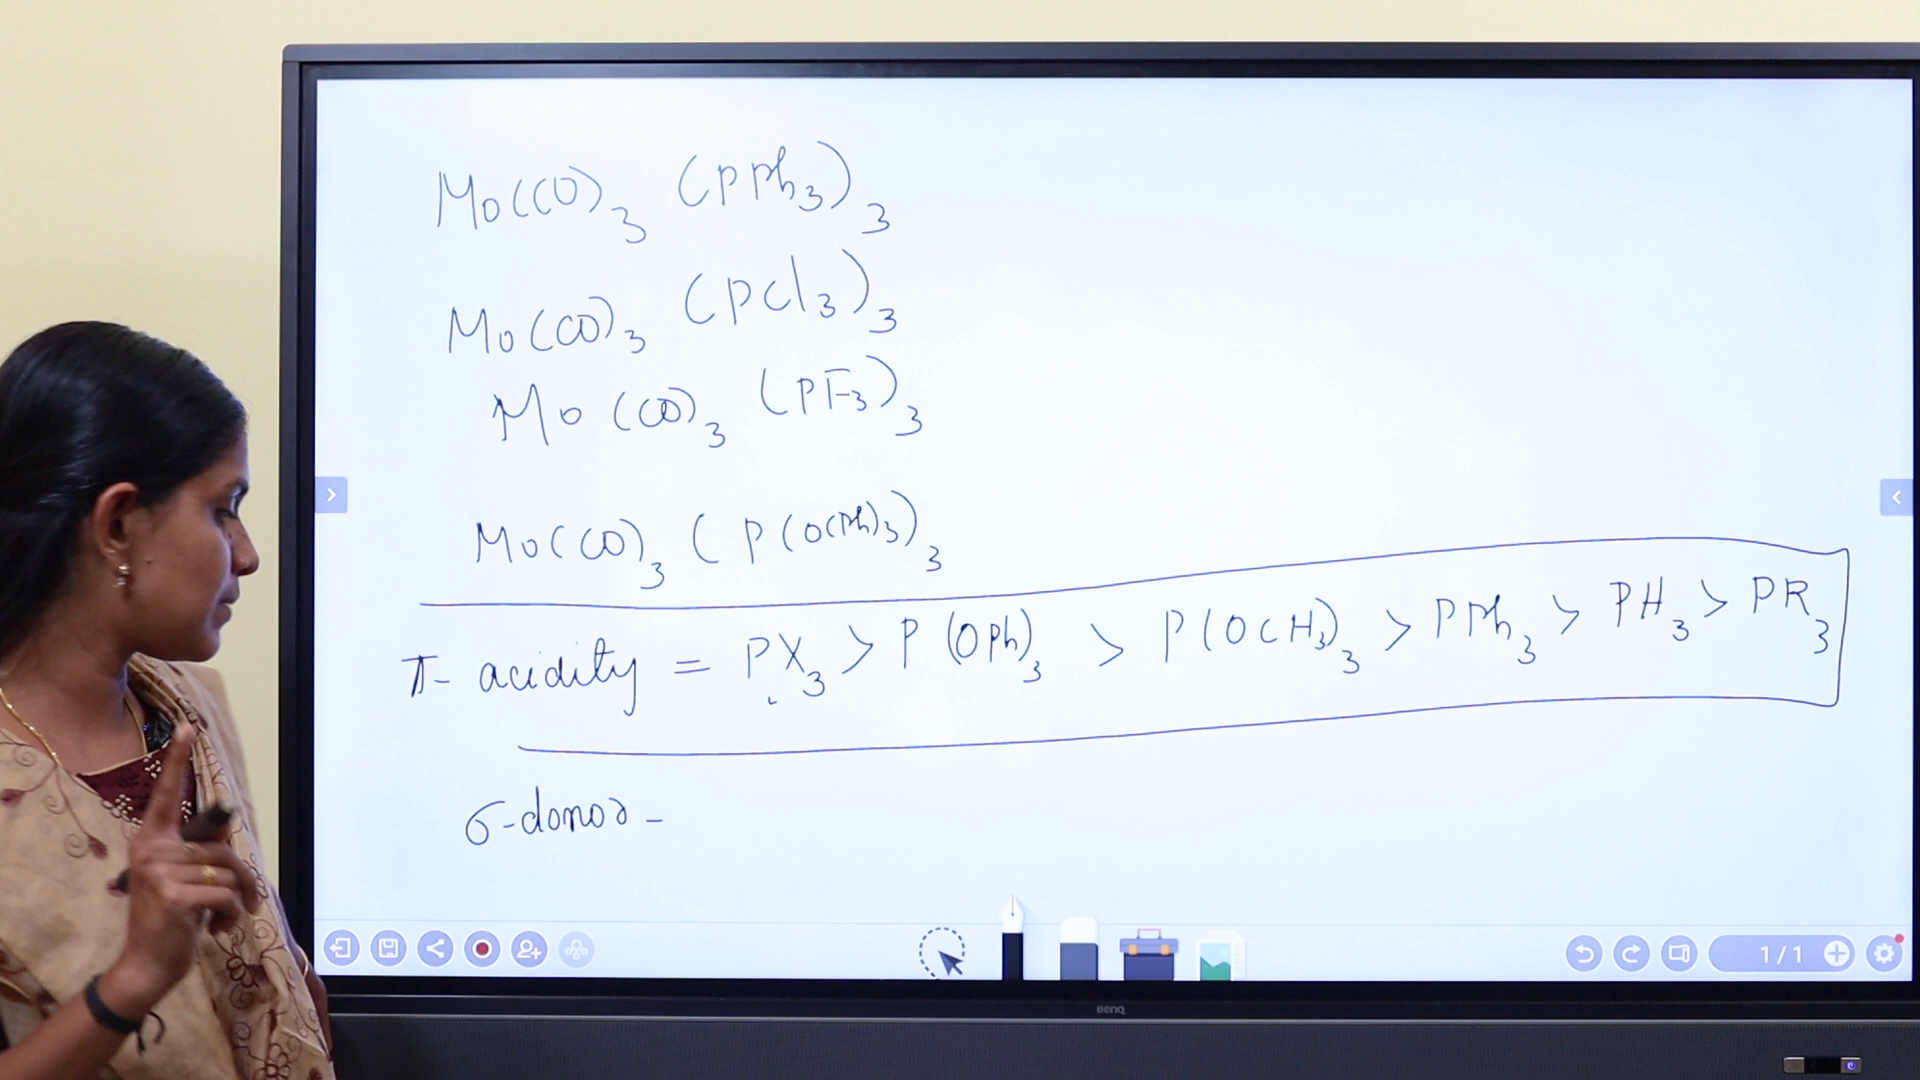 Mo(CO)₃ (PPh₃)₃
Mo(CO)₃ (PCl₃)₃
Mo (CO)₃ (PF₃)₃
Mo(CO)₃ (P(O(Ph)₃)₃
π- acidity = PX₃ > P(OPh)₃ > P(OCH₃)₃ > PPh₃ > PH₃ > PR₃
σ-donor -
1/1
BenQ